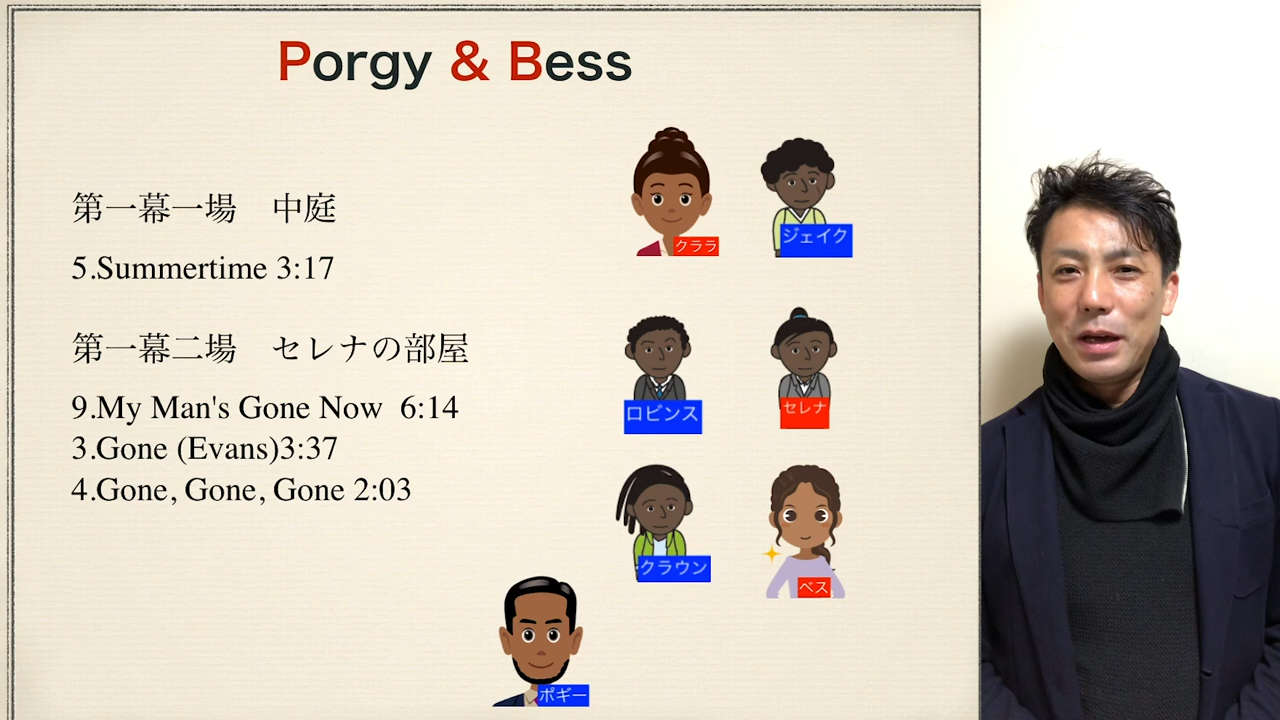 Porgy & Bess
第一幕一場　中庭
5.Summertime 3:17
第一幕二場　セレナの部屋
9.My Man's Gone Now  6:14
3.Gone (Evans)3:37
4.Gone, Gone, Gone 2:03
クララ
ジェイク
ロビンス
セレナ
クラウン
ベス
ポギー